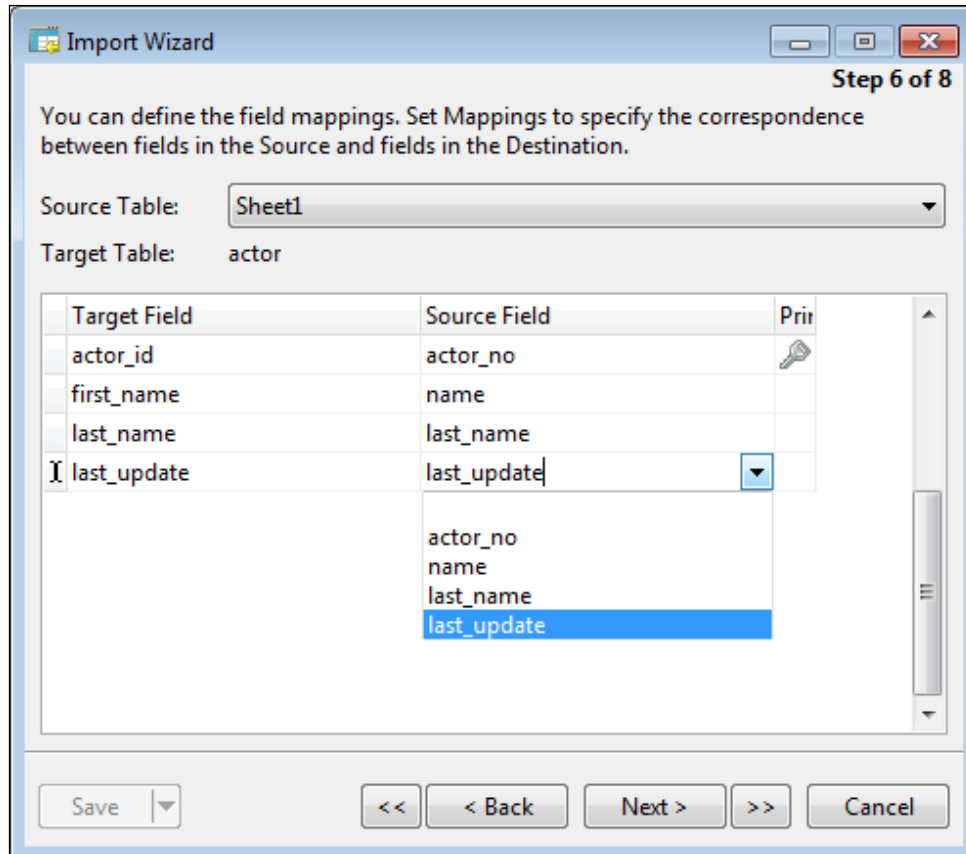 Import Wizard
Step 6 of 8
You can define the field mappings. Set Mappings to specify the correspondence
between fields in the Source and fields in the Destination.
Source Table: Sheet1
Target Table: actor
Target Field Source Field Prir
actor_id actor_no
first_name name
last_name last_name
last_update last_update
actor_no
name
last_name
last_update
Save << < Back Next > >> Cancel